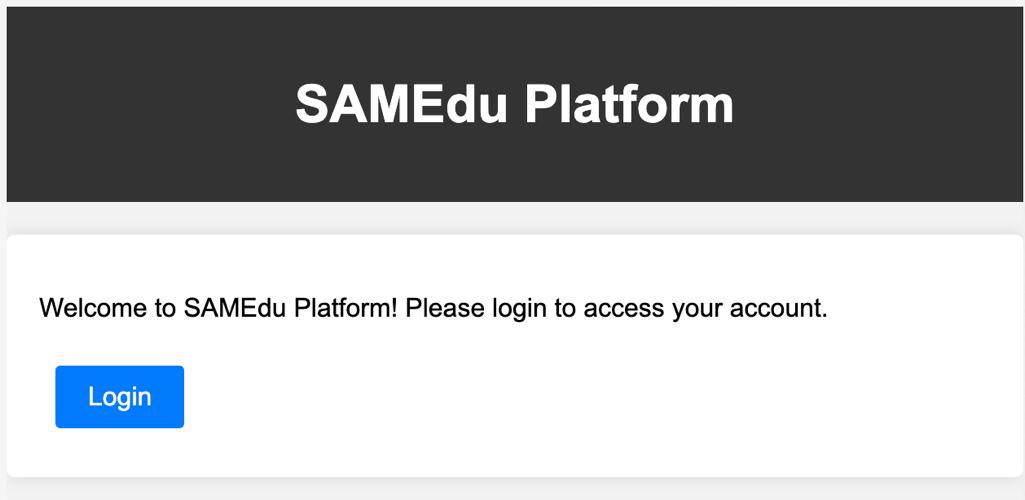 SAMEdu Platform
Welcome to SAMEdu Platform! Please login to access your account.
Login